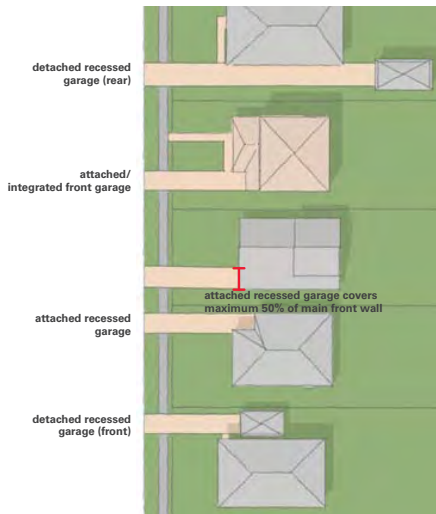 detached recessed
garage (rear)
attached/
integrated front garage
attached recessed garage covers
maximum 50% of main front wall
attached recessed
garage
detached recessed
garage (front)